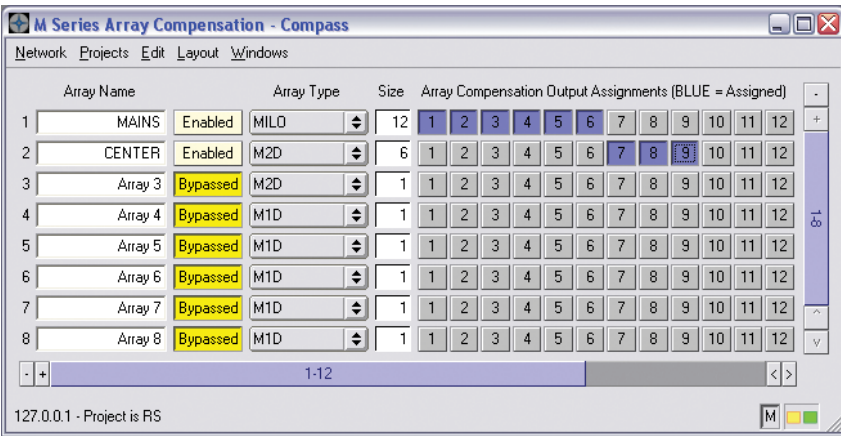 M Series Array Compensation - Compass
Network Projects Edit Layout Windows
Array Name Array Type Size Array Compensation Output Assignments (BLUE = Assigned) -
1 MAINS Enabled MILO 12 1 2 3 4 5 6 7 8 9 10 11 12 +
2 CENTER Enabled M2D 6 1 2 3 4 5 6 7 8 9 10 11 12
3 Array 3 Bypassed M2D 1 1 2 3 4 5 6 7 8 9 10 11 12
4 Array 4 Bypassed M1D 1 1 2 3 4 5 6 7 8 9 10 11 12 1-8
5 Array 5 Bypassed M1D 1 1 2 3 4 5 6 7 8 9 10 11 12
6 Array 6 Bypassed M1D 1 1 2 3 4 5 6 7 8 9 10 11 12
7 Array 7 Bypassed M1D 1 1 2 3 4 5 6 7 8 9 10 11 12 ^
8 Array 8 Bypassed M1D 1 1 2 3 4 5 6 7 8 9 10 11 12 v
- + 1-12 < >
127.0.0.1 - Project is RS M